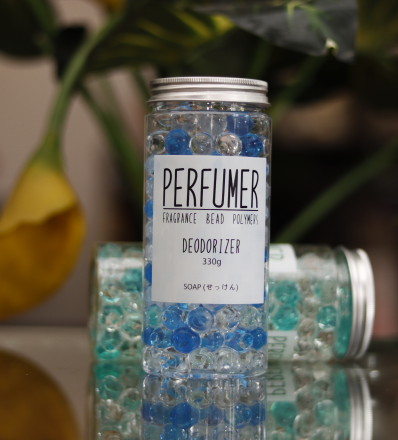 PERFUMER
FRAGRANCE BEAD POLYMERS
DEODORIZER
330g
SOAP (せっけん)